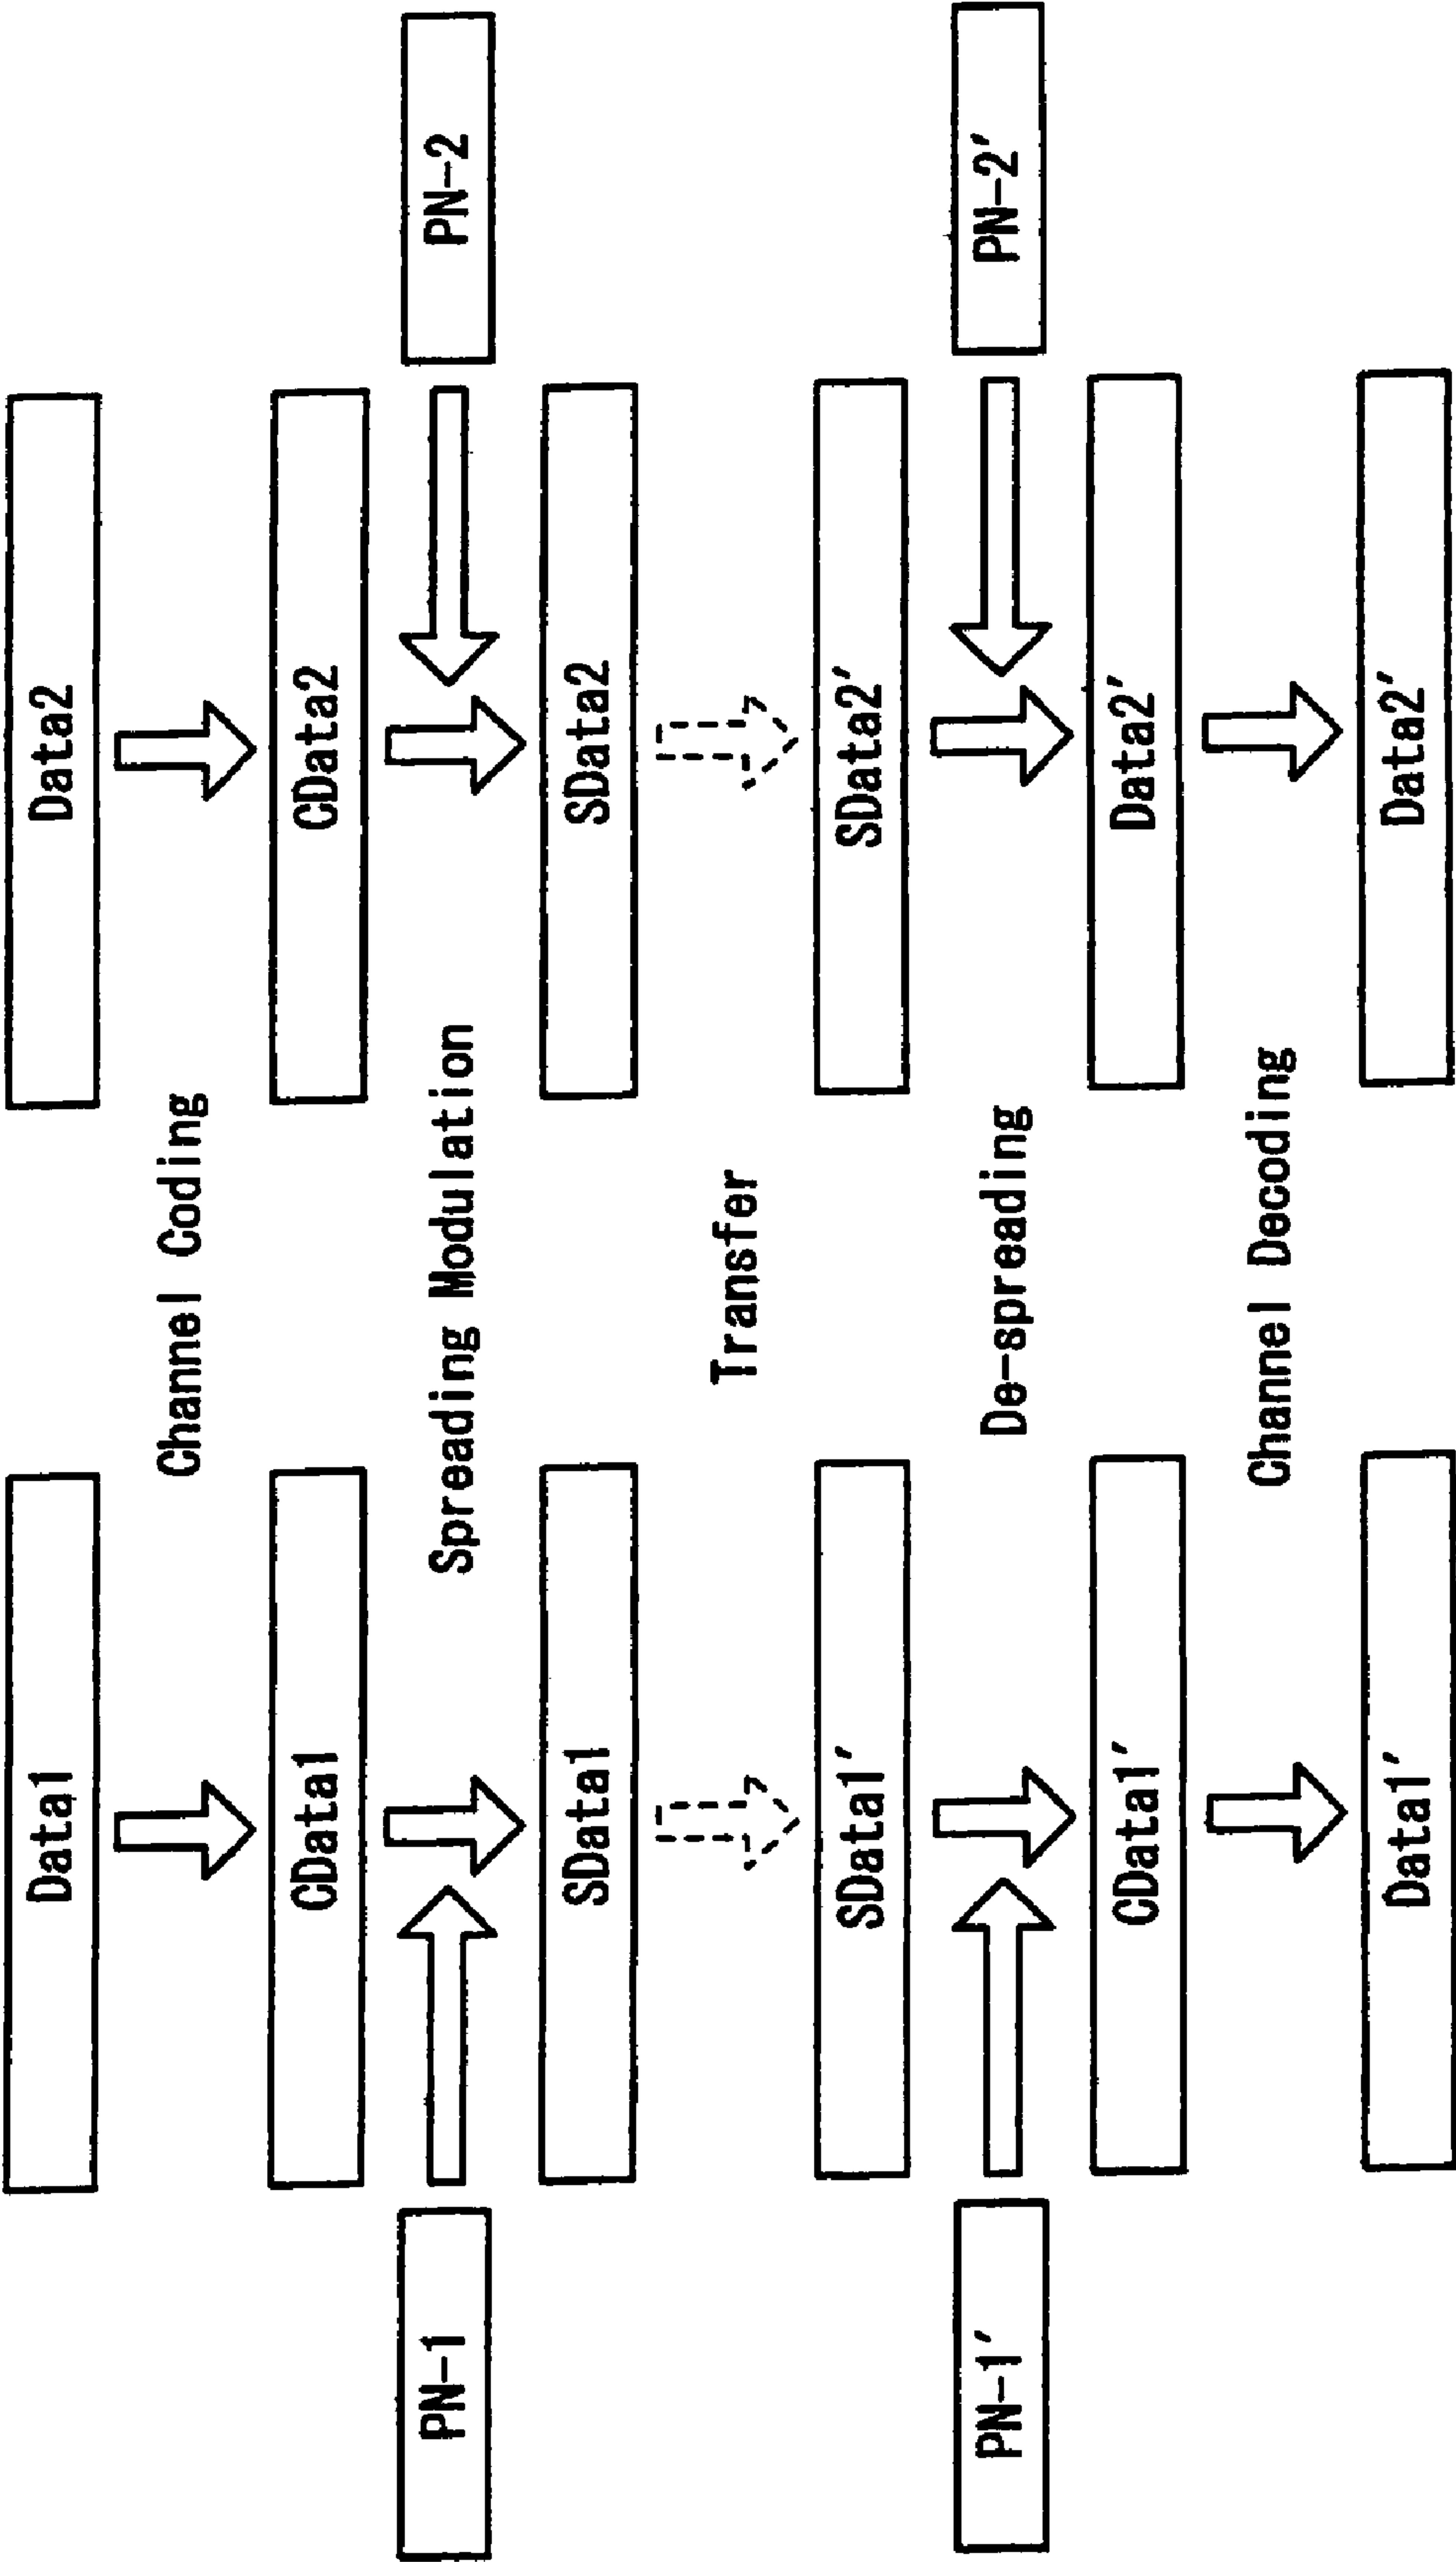 Data1
Data2
Channel Coding
CData1
CData2
PN-1
Spreading Modulation
PN-2
SData1
SData2
Transfer
SData1′
SData2′
PN-1′
De-spreading
PN-2′
CData1′
Data2′
Channel Decoding
Data1′
Data2′